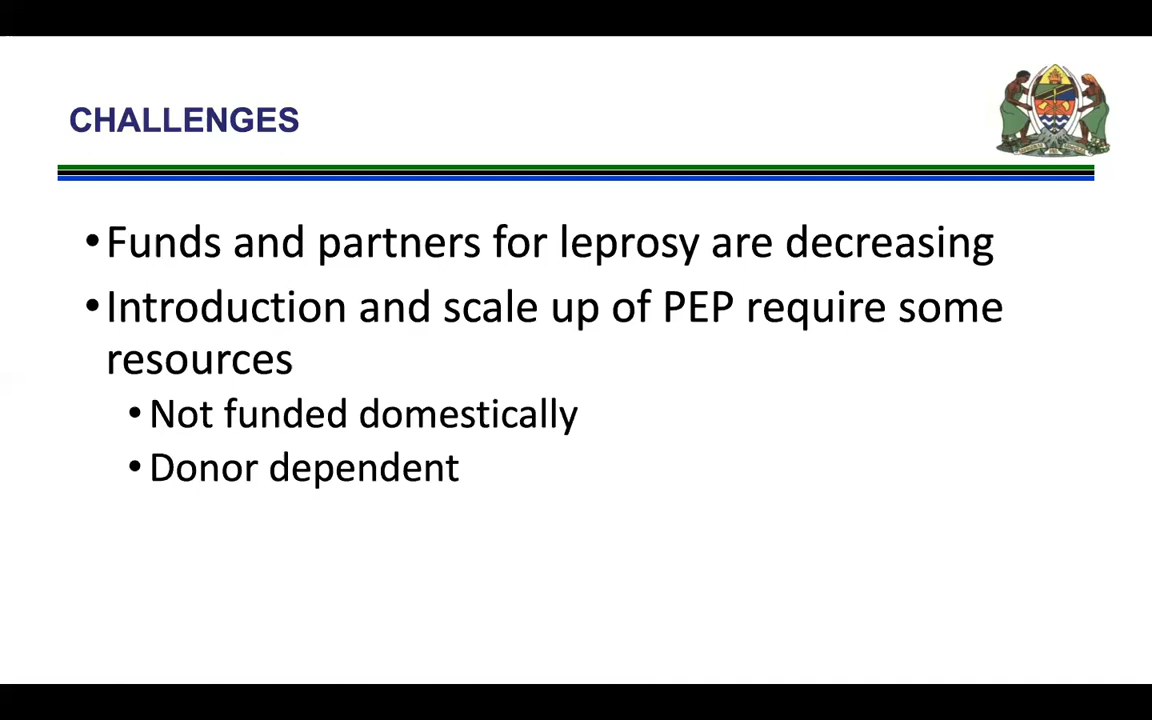 CHALLENGES
•Funds and partners for leprosy are decreasing
•Introduction and scale up of PEP require some
resources
•Not funded domestically
•Donor dependent